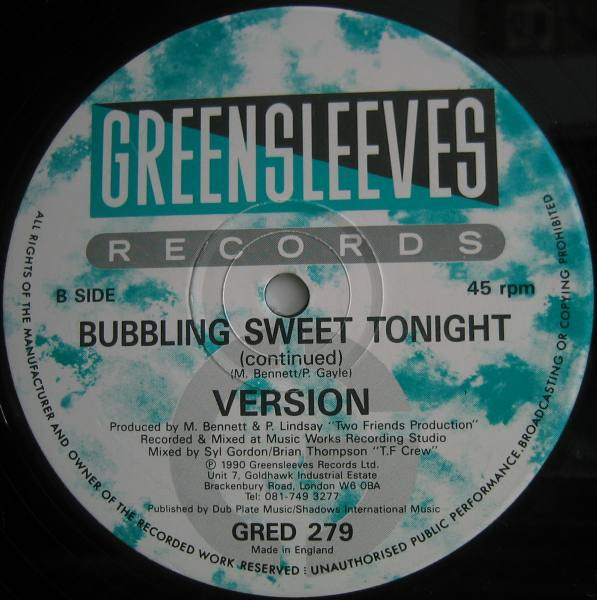 GREENSLEEVES
RECORDS
B SIDE
45 rpm
BUBBLING SWEET TONIGHT
(continued)
(M. Bennett/P. Gayle)
VERSION
Produced by M. Bennett & P. Lindsay "Two Friends Production"
Recorded & Mixed at Music Works Recording Studio
Mixed by Syl Gordon/Brian Thompson "T.F Crew"
℗ 1990 Greensleeves Records Ltd.
Unit 7, Goldhawk Industrial Estate
Brackenbury Road, London W6 0BA
Tel: 081-749 3277
Published by Dub Plate Music/Shadows International Music
GRED 279
Made in England
ALL RIGHTS OF THE MANUFACTURER AND OWNER OF THE RECORDED WORK RESERVED : UNAUTHORISED PUBLIC PERFORMANCE. BROADCASTING OR COPYING PROHIBITED